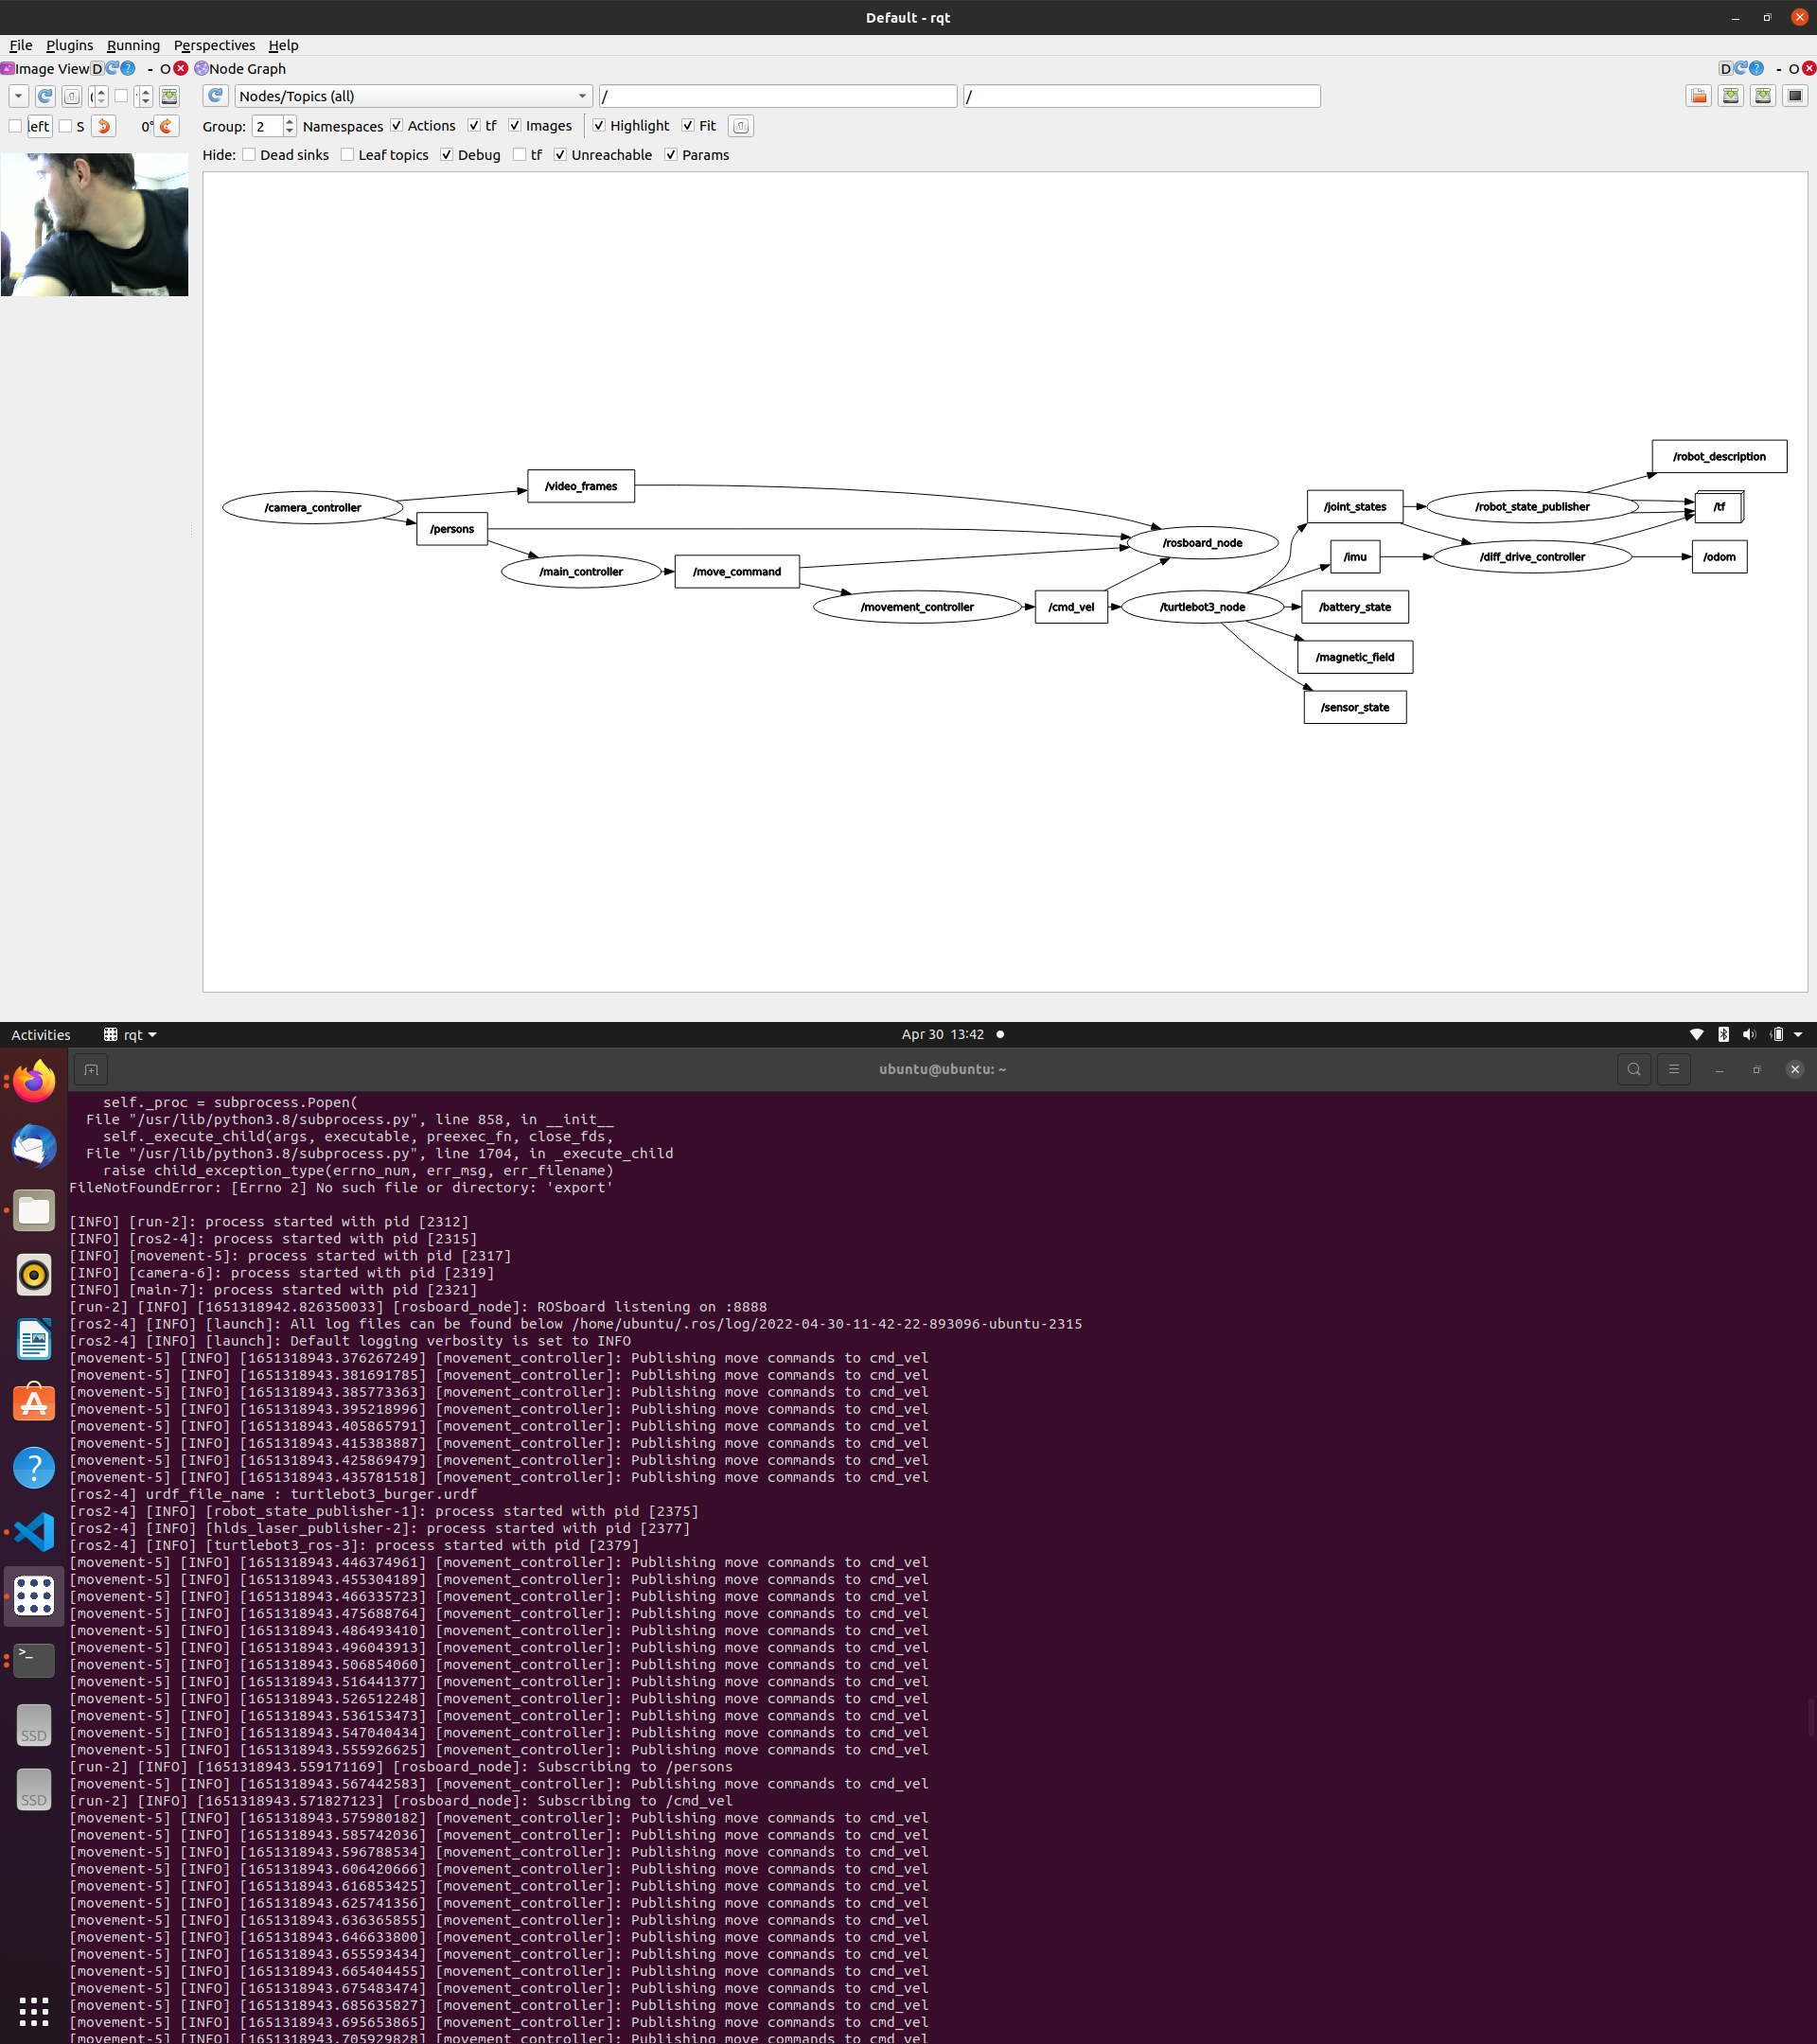 Default - rqt
File Plugins Running Perspectives Help
Image View D ? - O Node Graph D ? - O
Nodes/Topics (all) / /
left S 0° Group: 2 Namespaces Actions tf Images Highlight Fit
Hide: Dead sinks Leaf topics Debug tf Unreachable Params
/robot_description
/video_frames
/camera_controller
/joint_states
/robot_state_publisher
/tf
/persons
/rosboard_node
/imu
/diff_drive_controller
/odom
/main_controller
/move_command
/movement_controller
/cmd_vel
/turtlebot3_node
/battery_state
/magnetic_field
/sensor_state
Activities rqt Apr 30 13:42
ubuntu@ubuntu: ~
self._proc = subprocess.Popen(
File "/usr/lib/python3.8/subprocess.py", line 858, in __init__
self._execute_child(args, executable, preexec_fn, close_fds,
File "/usr/lib/python3.8/subprocess.py", line 1704, in _execute_child
raise child_exception_type(errno_num, err_msg, err_filename)
FileNotFoundError: [Errno 2] No such file or directory: 'export'
[INFO] [run-2]: process started with pid [2312]
[INFO] [ros2-4]: process started with pid [2315]
[INFO] [movement-5]: process started with pid [2317]
[INFO] [camera-6]: process started with pid [2319]
[INFO] [main-7]: process started with pid [2321]
[run-2] [INFO] [1651318942.826350033] [rosboard_node]: ROSboard listening on :8888
[ros2-4] [INFO] [launch]: All log files can be found below /home/ubuntu/.ros/log/2022-04-30-11-42-22-893096-ubuntu-2315
[ros2-4] [INFO] [launch]: Default logging verbosity is set to INFO
[movement-5] [INFO] [1651318943.376267249] [movement_controller]: Publishing move commands to cmd_vel
[movement-5] [INFO] [1651318943.381691785] [movement_controller]: Publishing move commands to cmd_vel
[movement-5] [INFO] [1651318943.385773363] [movement_controller]: Publishing move commands to cmd_vel
[movement-5] [INFO] [1651318943.395218996] [movement_controller]: Publishing move commands to cmd_vel
[movement-5] [INFO] [1651318943.405865791] [movement_controller]: Publishing move commands to cmd_vel
[movement-5] [INFO] [1651318943.415383887] [movement_controller]: Publishing move commands to cmd_vel
[movement-5] [INFO] [1651318943.425869479] [movement_controller]: Publishing move commands to cmd_vel
[movement-5] [INFO] [1651318943.435781518] [movement_controller]: Publishing move commands to cmd_vel
[ros2-4] urdf_file_name : turtlebot3_burger.urdf
[ros2-4] [INFO] [robot_state_publisher-1]: process started with pid [2375]
[ros2-4] [INFO] [hlds_laser_publisher-2]: process started with pid [2377]
[ros2-4] [INFO] [turtlebot3_ros-3]: process started with pid [2379]
[movement-5] [INFO] [1651318943.446374961] [movement_controller]: Publishing move commands to cmd_vel
[movement-5] [INFO] [1651318943.455304189] [movement_controller]: Publishing move commands to cmd_vel
[movement-5] [INFO] [1651318943.466335723] [movement_controller]: Publishing move commands to cmd_vel
[movement-5] [INFO] [1651318943.475688764] [movement_controller]: Publishing move commands to cmd_vel
[movement-5] [INFO] [1651318943.486493410] [movement_controller]: Publishing move commands to cmd_vel
[movement-5] [INFO] [1651318943.496043913] [movement_controller]: Publishing move commands to cmd_vel
[movement-5] [INFO] [1651318943.506854060] [movement_controller]: Publishing move commands to cmd_vel
[movement-5] [INFO] [1651318943.516441377] [movement_controller]: Publishing move commands to cmd_vel
[movement-5] [INFO] [1651318943.526512248] [movement_controller]: Publishing move commands to cmd_vel
[movement-5] [INFO] [1651318943.536153473] [movement_controller]: Publishing move commands to cmd_vel
[movement-5] [INFO] [1651318943.547040434] [movement_controller]: Publishing move commands to cmd_vel
[movement-5] [INFO] [1651318943.555926625] [movement_controller]: Publishing move commands to cmd_vel
[run-2] [INFO] [1651318943.559171169] [rosboard_node]: Subscribing to /persons
[movement-5] [INFO] [1651318943.567442583] [movement_controller]: Publishing move commands to cmd_vel
[run-2] [INFO] [1651318943.571827123] [rosboard_node]: Subscribing to /cmd_vel
[movement-5] [INFO] [1651318943.575980182] [movement_controller]: Publishing move commands to cmd_vel
[movement-5] [INFO] [1651318943.585742036] [movement_controller]: Publishing move commands to cmd_vel
[movement-5] [INFO] [1651318943.596788534] [movement_controller]: Publishing move commands to cmd_vel
[movement-5] [INFO] [1651318943.606420666] [movement_controller]: Publishing move commands to cmd_vel
[movement-5] [INFO] [1651318943.616853425] [movement_controller]: Publishing move commands to cmd_vel
[movement-5] [INFO] [1651318943.625741356] [movement_controller]: Publishing move commands to cmd_vel
[movement-5] [INFO] [1651318943.636365855] [movement_controller]: Publishing move commands to cmd_vel
[movement-5] [INFO] [1651318943.646633800] [movement_controller]: Publishing move commands to cmd_vel
[movement-5] [INFO] [1651318943.655593434] [movement_controller]: Publishing move commands to cmd_vel
[movement-5] [INFO] [1651318943.665404455] [movement_controller]: Publishing move commands to cmd_vel
[movement-5] [INFO] [1651318943.675483474] [movement_controller]: Publishing move commands to cmd_vel
[movement-5] [INFO] [1651318943.685635827] [movement_controller]: Publishing move commands to cmd_vel
[movement-5] [INFO] [1651318943.695653865] [movement_controller]: Publishing move commands to cmd_vel
[movement-5] [INFO] [1651318943.705929828] [movement_controller]: Publishing move commands to cmd_vel
SSD
SSD